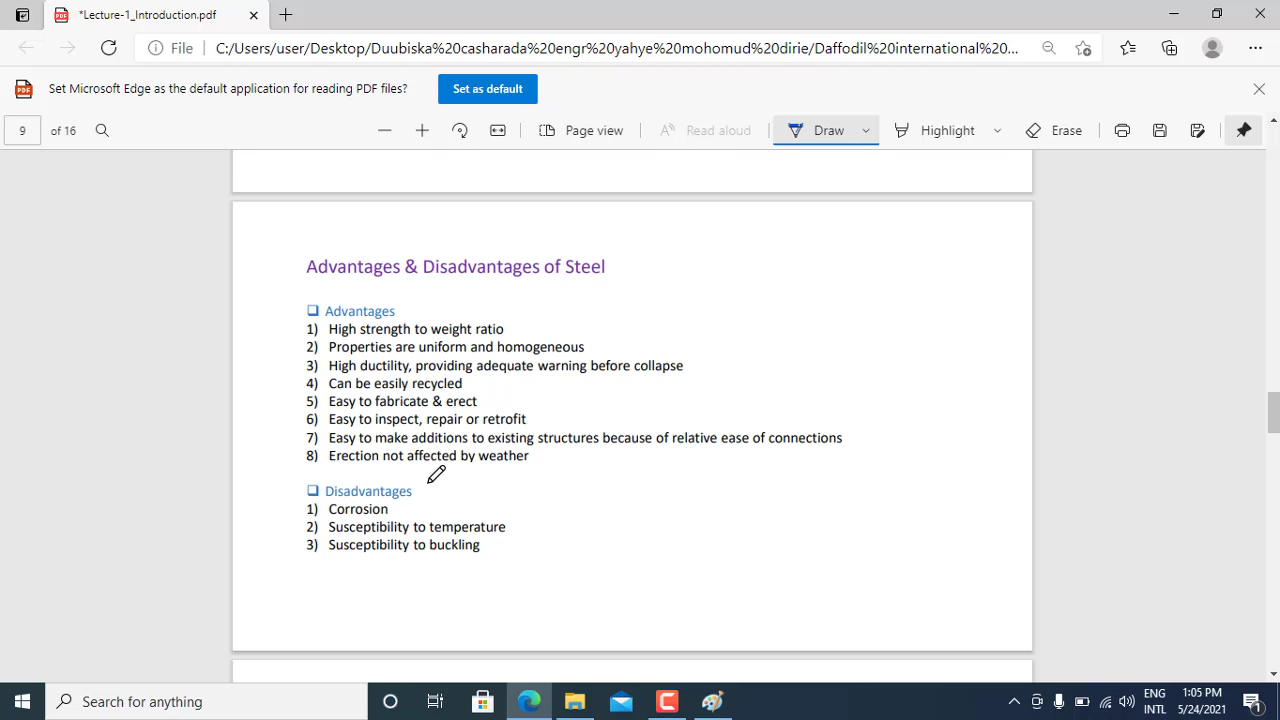 *Lecture-1_Introduction.pdf
File
C:/Users/user/Desktop/Duubiska%20casharada%20engr%20yahye%20mohomud%20dirie/Daffodil%20international%20...
Set Microsoft Edge as the default application for reading PDF files?
Set as default
9 of 16
Page view
Read aloud
Draw
Highlight
Erase
Advantages & Disadvantages of Steel
Advantages
1) High strength to weight ratio
2) Properties are uniform and homogeneous
3) High ductility, providing adequate warning before collapse
4) Can be easily recycled
5) Easy to fabricate & erect
6) Easy to inspect, repair or retrofit
7) Easy to make additions to existing structures because of relative ease of connections
8) Erection not affected by weather
Disadvantages
1) Corrosion
2) Susceptibility to temperature
3) Susceptibility to buckling
Search for anything
ENG
INTL
1:05 PM
5/24/2021
1